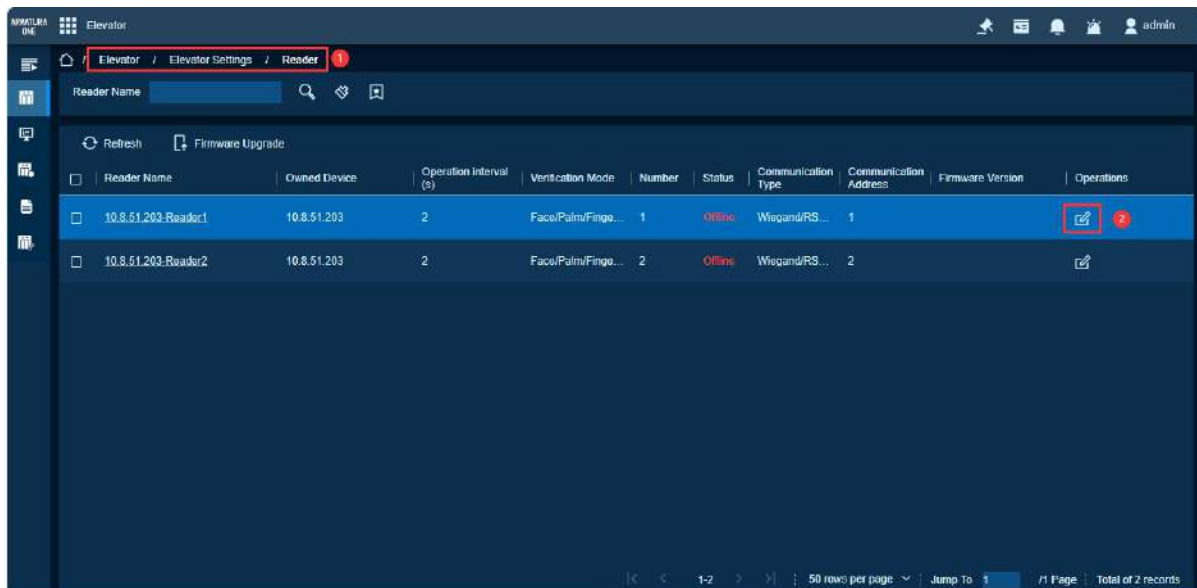 ARMATURA ONE Elevator admin
/ Elevator / Elevator Settings / Reader 1
Reader Name
Refresh Firmware Upgrade
Reader Name Owned Device Operation interval (s) Verification Mode Number Status Communication Type Communication Address Firmware Version Operations
10.8.51.203-Reader1 10.8.51.203 2 Face/Palm/Finge... 1 Offline Wiegand/RS... 1 2
10.8.51.203-Reader2 10.8.51.203 2 Face/Palm/Finge... 2 Offline Wiegand/RS... 2
1-2 50 rows per page Jump To 1 /1 Page Total of 2 records